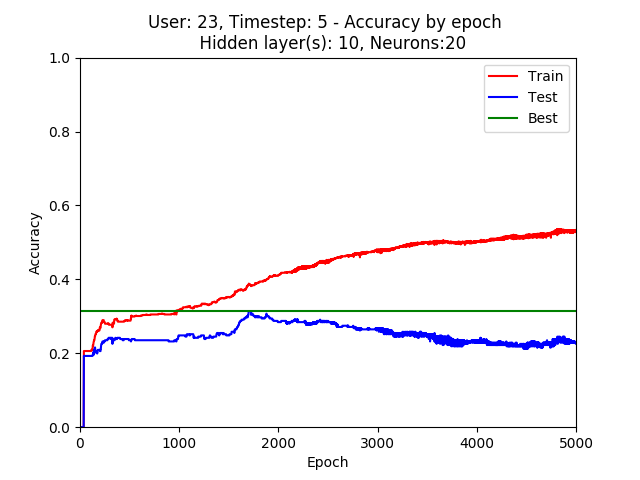 User: 23, Timestep: 5 - Accuracy by epoch
Hidden layer(s): 10, Neurons:20
1.0
0.8
0.6
0.4
0.2
0.0
Accuracy
0 1000 2000 3000 4000 5000
Epoch
Train
Test
Best